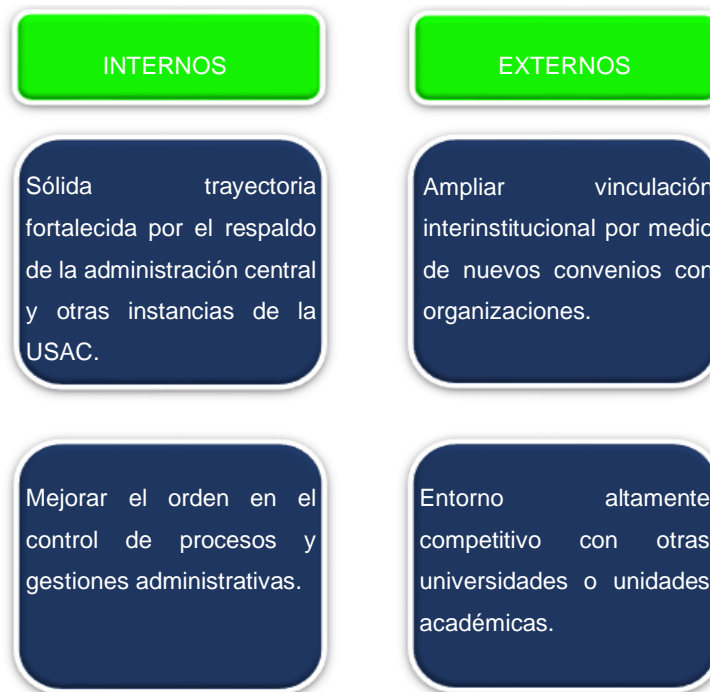 INTERNOS
EXTERNOS
Sólida trayectoria
fortalecida por el respaldo
de la administración central
y otras instancias de la
USAC.
Ampliar vinculación
interinstitucional por medio
de nuevos convenios con
organizaciones.
Mejorar el orden en el
control de procesos y
gestiones administrativas.
Entorno altamente
competitivo con otras
universidades o unidades
académicas.